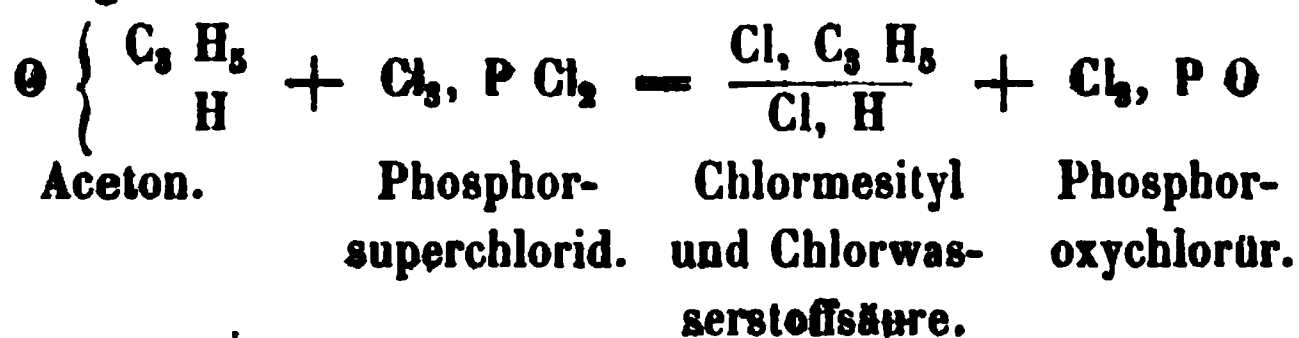 Θ { C₃ H₅ / H + Cl₃, P Cl₂ = Cl, C₃ H₅ / Cl, H + Cl₃, P Θ
Aceton. Phosphor- Chlormesityl Phosphor-
superchlorid. und Chlorwas- oxychlorür.
serstoffsäure.